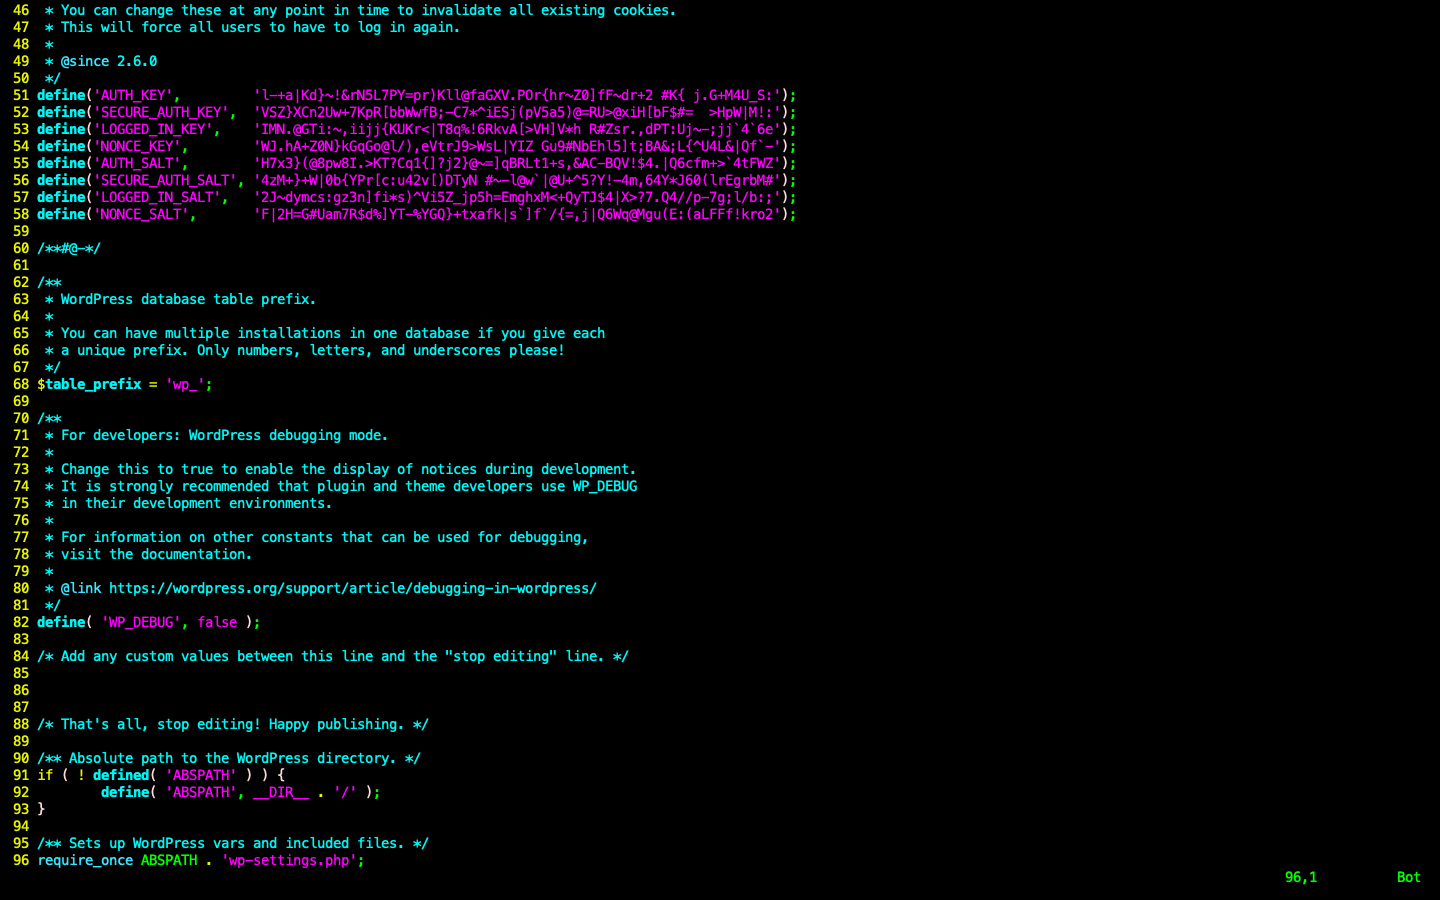 46  * You can change these at any point in time to invalidate all existing cookies.
47  * This will force all users to have to log in again.
48  *
49  * @since 2.6.0
50  */
51 define('AUTH_KEY',         'l-+a|Kd}~!&rN5L7PY=pr)Kll@faGXV.POr{hr~Z0]fF~dr+2 #K{ j.G+M4U_S:');
52 define('SECURE_AUTH_KEY',  'VSZ}XCn2Uw+7KpR[bbWwfB;-C7*^iESj(pV5a5)@=RU>@xiH[bF$#=  >HpW|M!:');
53 define('LOGGED_IN_KEY',    'IMN.@GTi:~,iijj{KUKr<|T8q%!6RkvA[>VH]V*h R#Zsr.,dPT:Uj~-;jj`4`6e');
54 define('NONCE_KEY',        'WJ.hA+Z0N}kGqGo@l/),eVtrJ9>WsL|YIZ Gu9#NbEhl5]t;BA&;L{^U4L&|Qf`-');
55 define('AUTH_SALT',        'H7x3}(@8pw8I.>KT?Cq1{]?j2}@~=]qBRLt1+s,&AC-BQV!$4.|Q6cfm+>`4tFWZ');
56 define('SECURE_AUTH_SALT', '4zM+}+W|0b{YPr[c:u42v[)DTyN #~-l@w`|@U+^5?Y!-4m,64Y*J60(lrEgrbM#');
57 define('LOGGED_IN_SALT',   '2J~dymcs:gz3n]fi*s)^Vi5Z_jp5h=EmghxM<+QyTJ$4|X>?7.Q4//p-7g;l/b:;');
58 define('NONCE_SALT',       'F|2H=G#Uam7R$d%]YT-%YGQ}+txafk|s`]f`/{=,j|Q6Wq@Mgu(E:(aLFFf!kro2');
59
60 /**#@-*/
61
62 /**
63  * WordPress database table prefix.
64  *
65  * You can have multiple installations in one database if you give each
66  * a unique prefix. Only numbers, letters, and underscores please!
67  */
68 $table_prefix = 'wp_';
69
70 /**
71  * For developers: WordPress debugging mode.
72  *
73  * Change this to true to enable the display of notices during development.
74  * It is strongly recommended that plugin and theme developers use WP_DEBUG
75  * in their development environments.
76  *
77  * For information on other constants that can be used for debugging,
78  * visit the documentation.
79  *
80  * @link https://wordpress.org/support/article/debugging-in-wordpress/
81  */
82 define( 'WP_DEBUG', false );
83
84 /* Add any custom values between this line and the "stop editing" line. */
85
86
87
88 /* That's all, stop editing! Happy publishing. */
89
90 /** Absolute path to the WordPress directory. */
91 if ( ! defined( 'ABSPATH' ) ) {
92         define( 'ABSPATH', __DIR__ . '/' );
93 }
94
95 /** Sets up WordPress vars and included files. */
96 require_once ABSPATH . 'wp-settings.php';
96,1          Bot